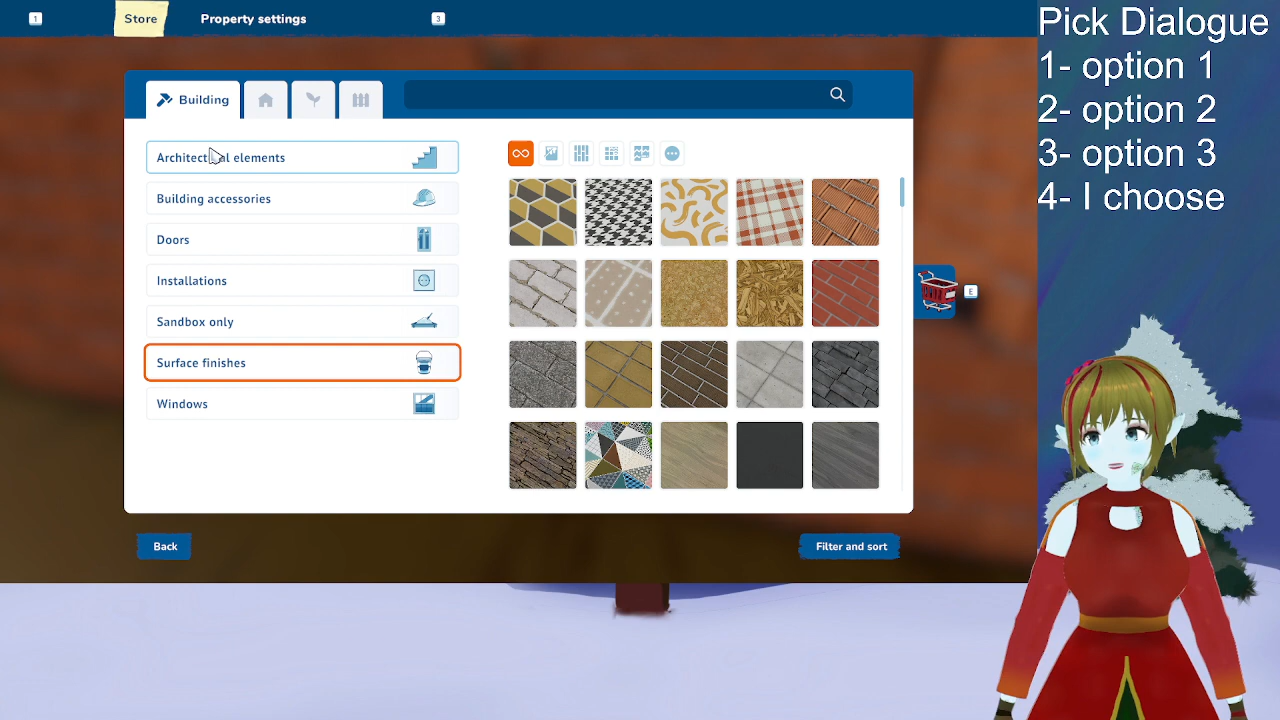 1 Store Property settings 3
Building
Architectural elements
Building accessories
Doors
Installations
Sandbox only
Surface finishes
Windows
E
Back
Filter and sort
Pick Dialogue
1- option 1
2- option 2
3- option 3
4- I choose